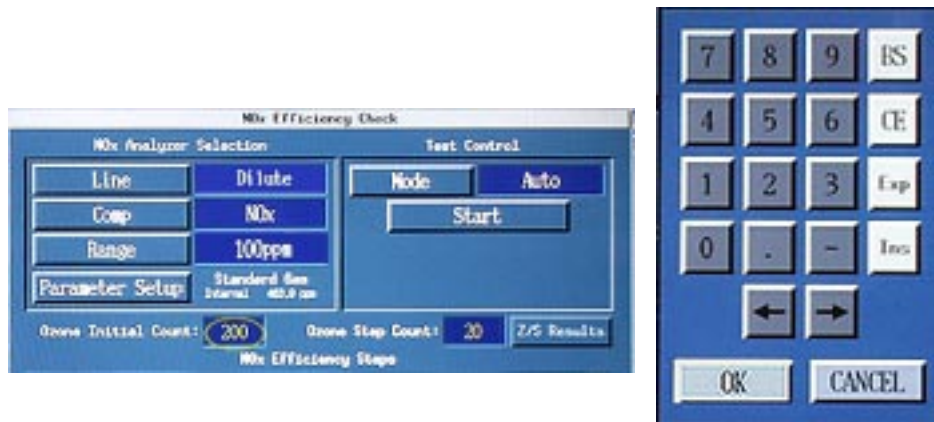 NOx Efficiency Check
NOx Analyzer Selection
Test Control
Line Dilute
Mode Auto
Comp NOx
Start
Range 100ppm
Parameter Setup
Standard Gas
Internal
Ozone Initial Count: 200
Ozone Step Count: 20
Z/S Results
NOx Efficiency Steps
7 8 9 BS
4 5 6 CE
1 2 3 Exp
0 . - Ins
← →
OK CANCEL